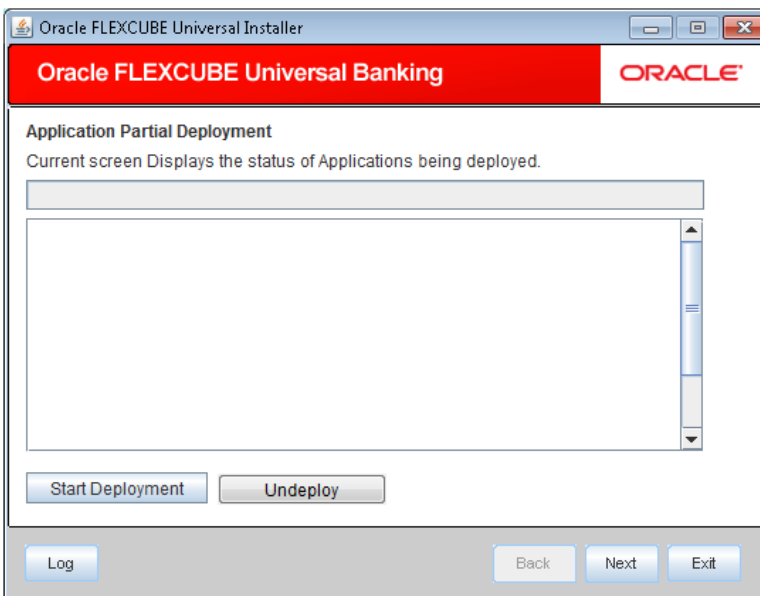 Oracle FLEXCUBE Universal Installer
Oracle FLEXCUBE Universal Banking
ORACLE
Application Partial Deployment
Current screen Displays the status of Applications being deployed.
Start Deployment Undeploy
Log Back Next Exit